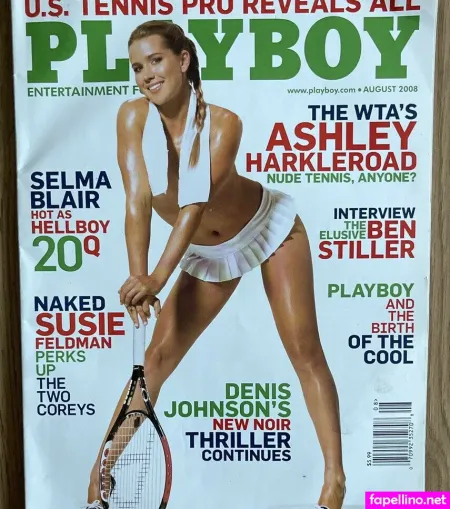 U.S. TENNIS PRO REVEALS ALL
PLAYBOY
ENTERTAINMENT F
www.playboy.com • AUGUST 2008
THE WTA'S
ASHLEY
HARKLEROAD
NUDE TENNIS, ANYONE?
SELMA
BLAIR
HOT AS
HELLBOY
20Q
INTERVIEW
THE ELUSIVE BEN
STILLER
PLAYBOY
AND
THE
BIRTH
OF THE
COOL
NAKED
SUSIE
FELDMAN
PERKS
UP
THE
TWO
COREYS
DENIS
JOHNSON'S
NEW NOIR
THRILLER
CONTINUES
$5.99
08>
fapellino.net